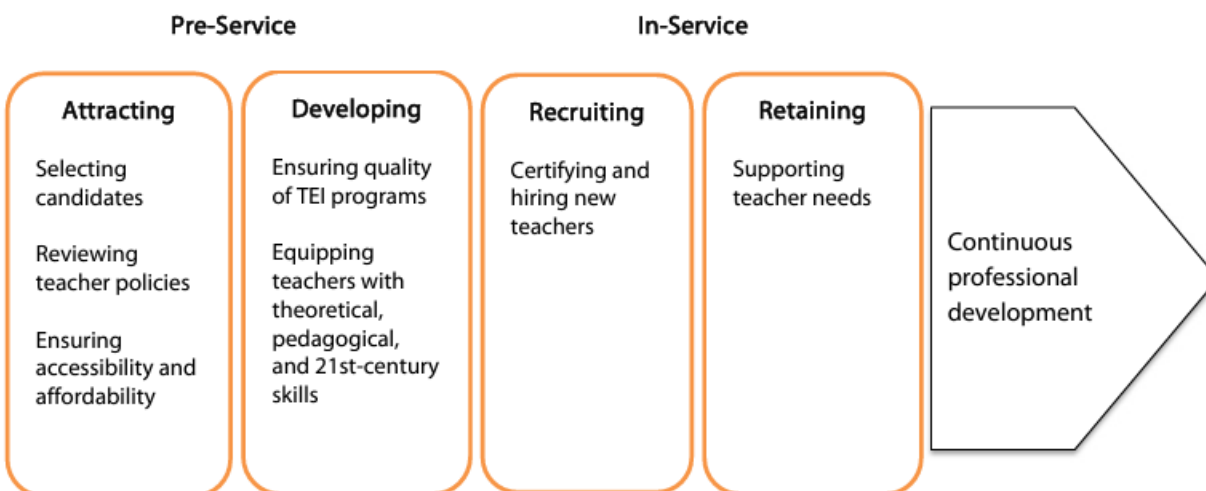 Pre-Service
In-Service
Attracting
Selecting
candidates
Reviewing
teacher policies
Ensuring
accessibility and
affordability
Developing
Ensuring quality
of TEI programs
Equipping
teachers with
theoretical,
pedagogical,
and 21st-century
skills
Recruiting
Certifying and
hiring new
teachers
Retaining
Supporting
teacher needs
Continuous
professional
development